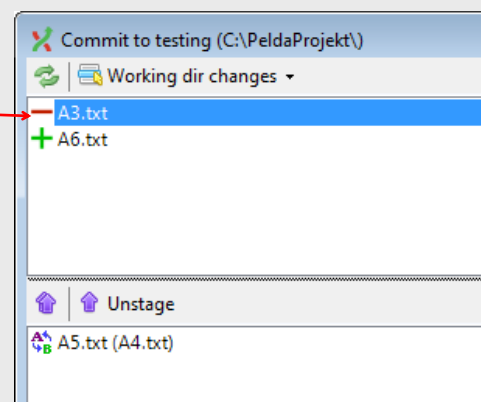 Commit to testing (C:\PeldaProjekt\)
Working dir changes
A3.txt
A6.txt
Unstage
A B A5.txt (A4.txt)